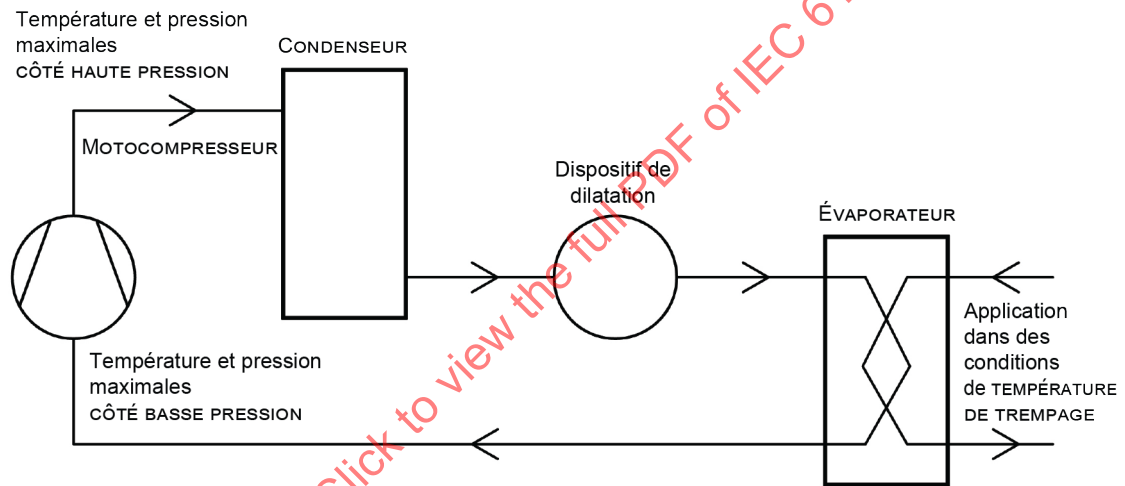 Température et pression
maximales
CÔTÉ HAUTE PRESSION
CONDENSEUR
MOTOCOMPRESSEUR
Dispositif de
dilatation
ÉVAPORATEUR
Application
dans des
conditions
de TEMPÉRATURE
DE TREMPAGE
Température et pression
maximales
CÔTÉ BASSE PRESSION
Click to view the full PDF of IEC